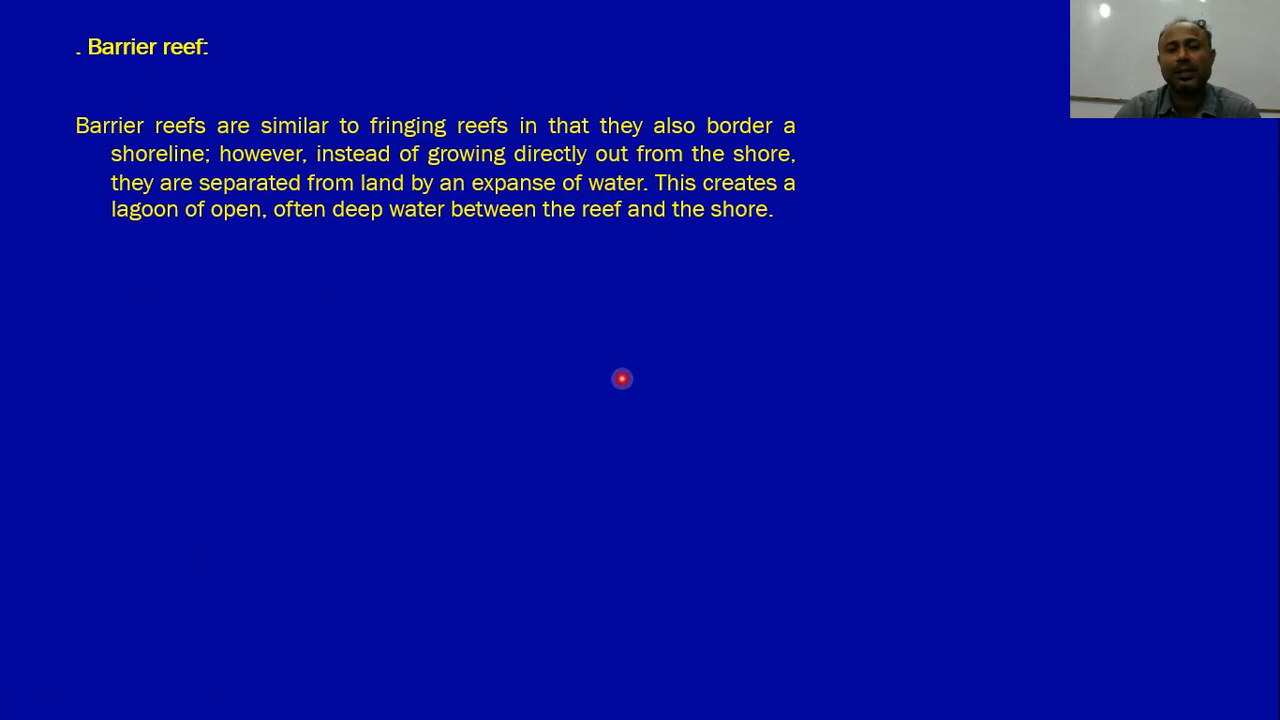 . Barrier reef:
Barrier reefs are similar to fringing reefs in that they also border a
shoreline; however, instead of growing directly out from the shore,
they are separated from land by an expanse of water. This creates a
lagoon of open, often deep water between the reef and the shore.